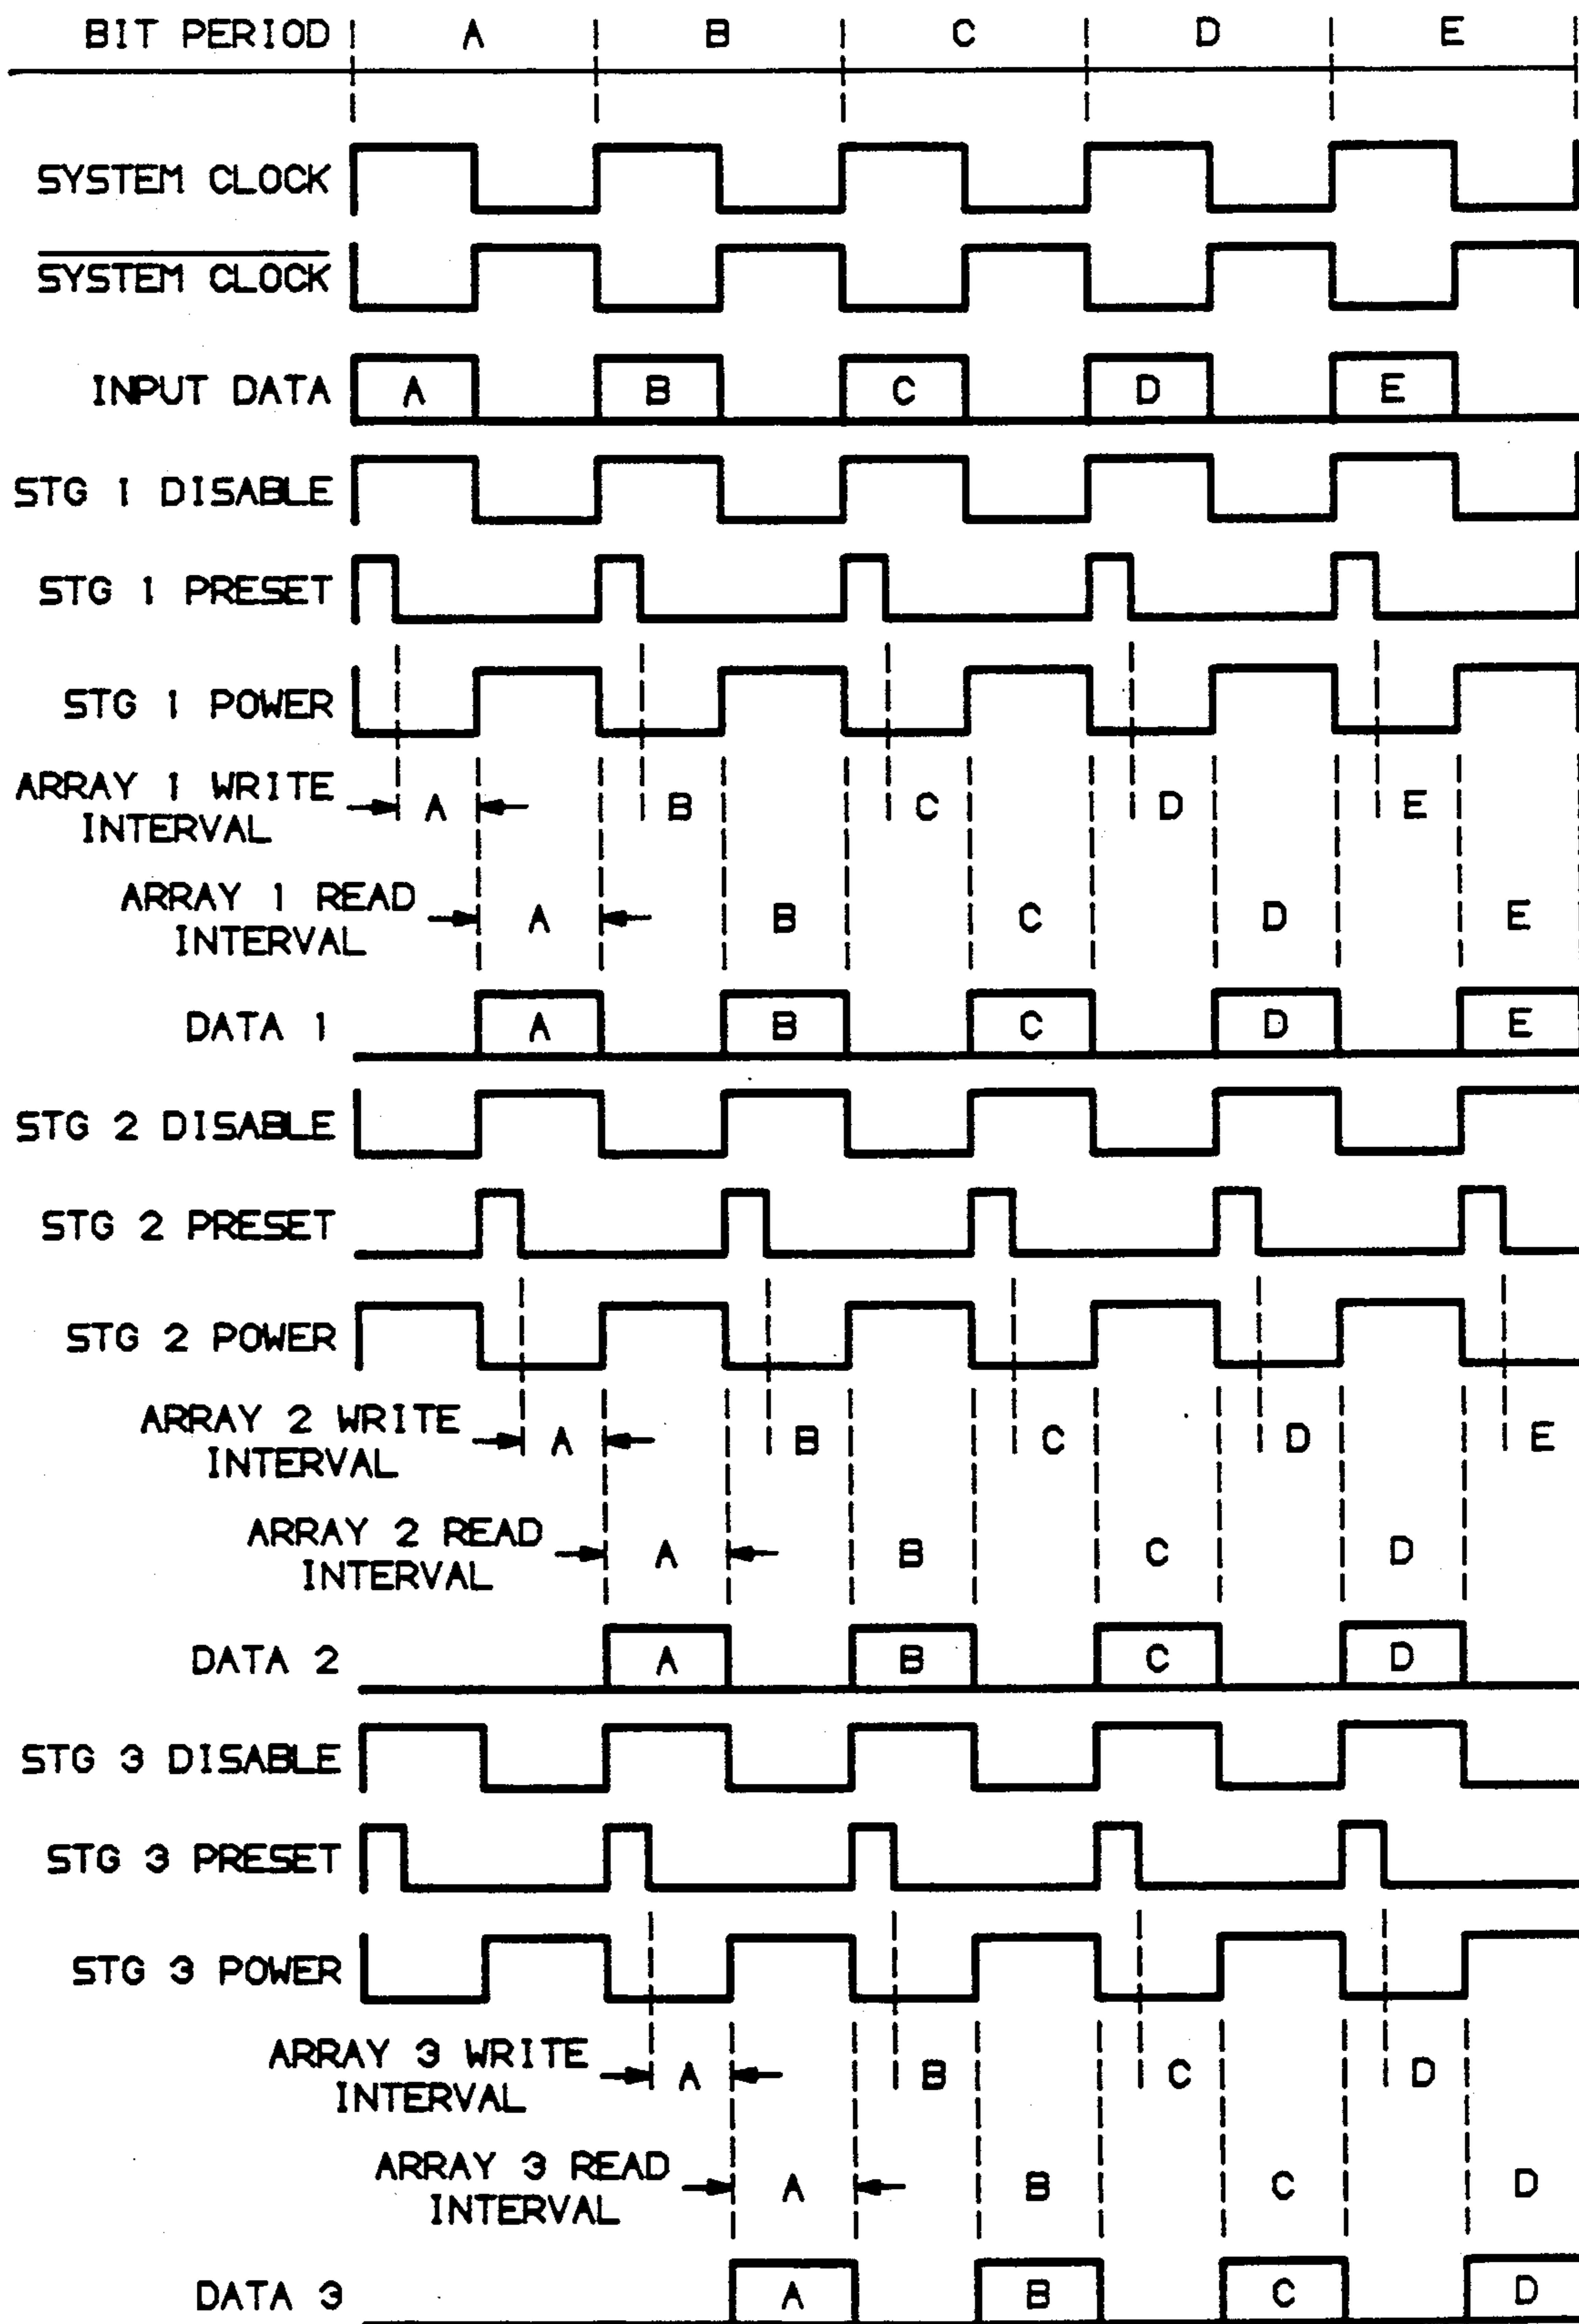 BIT PERIOD A B C D E
SYSTEM CLOCK
SYSTEM CLOCK
INPUT DATA A B C D E
STG 1 DISABLE
STG 1 PRESET
STG 1 POWER
ARRAY 1 WRITE
INTERVAL A B C D E
ARRAY 1 READ
INTERVAL A B C D E
DATA 1 A B C D E
STG 2 DISABLE
STG 2 PRESET
STG 2 POWER
ARRAY 2 WRITE
INTERVAL A B C D E
ARRAY 2 READ
INTERVAL A B C D
DATA 2 A B C D
STG 3 DISABLE
STG 3 PRESET
STG 3 POWER
ARRAY 3 WRITE
INTERVAL A B C D
ARRAY 3 READ
INTERVAL A B C D
DATA 3 A B C D